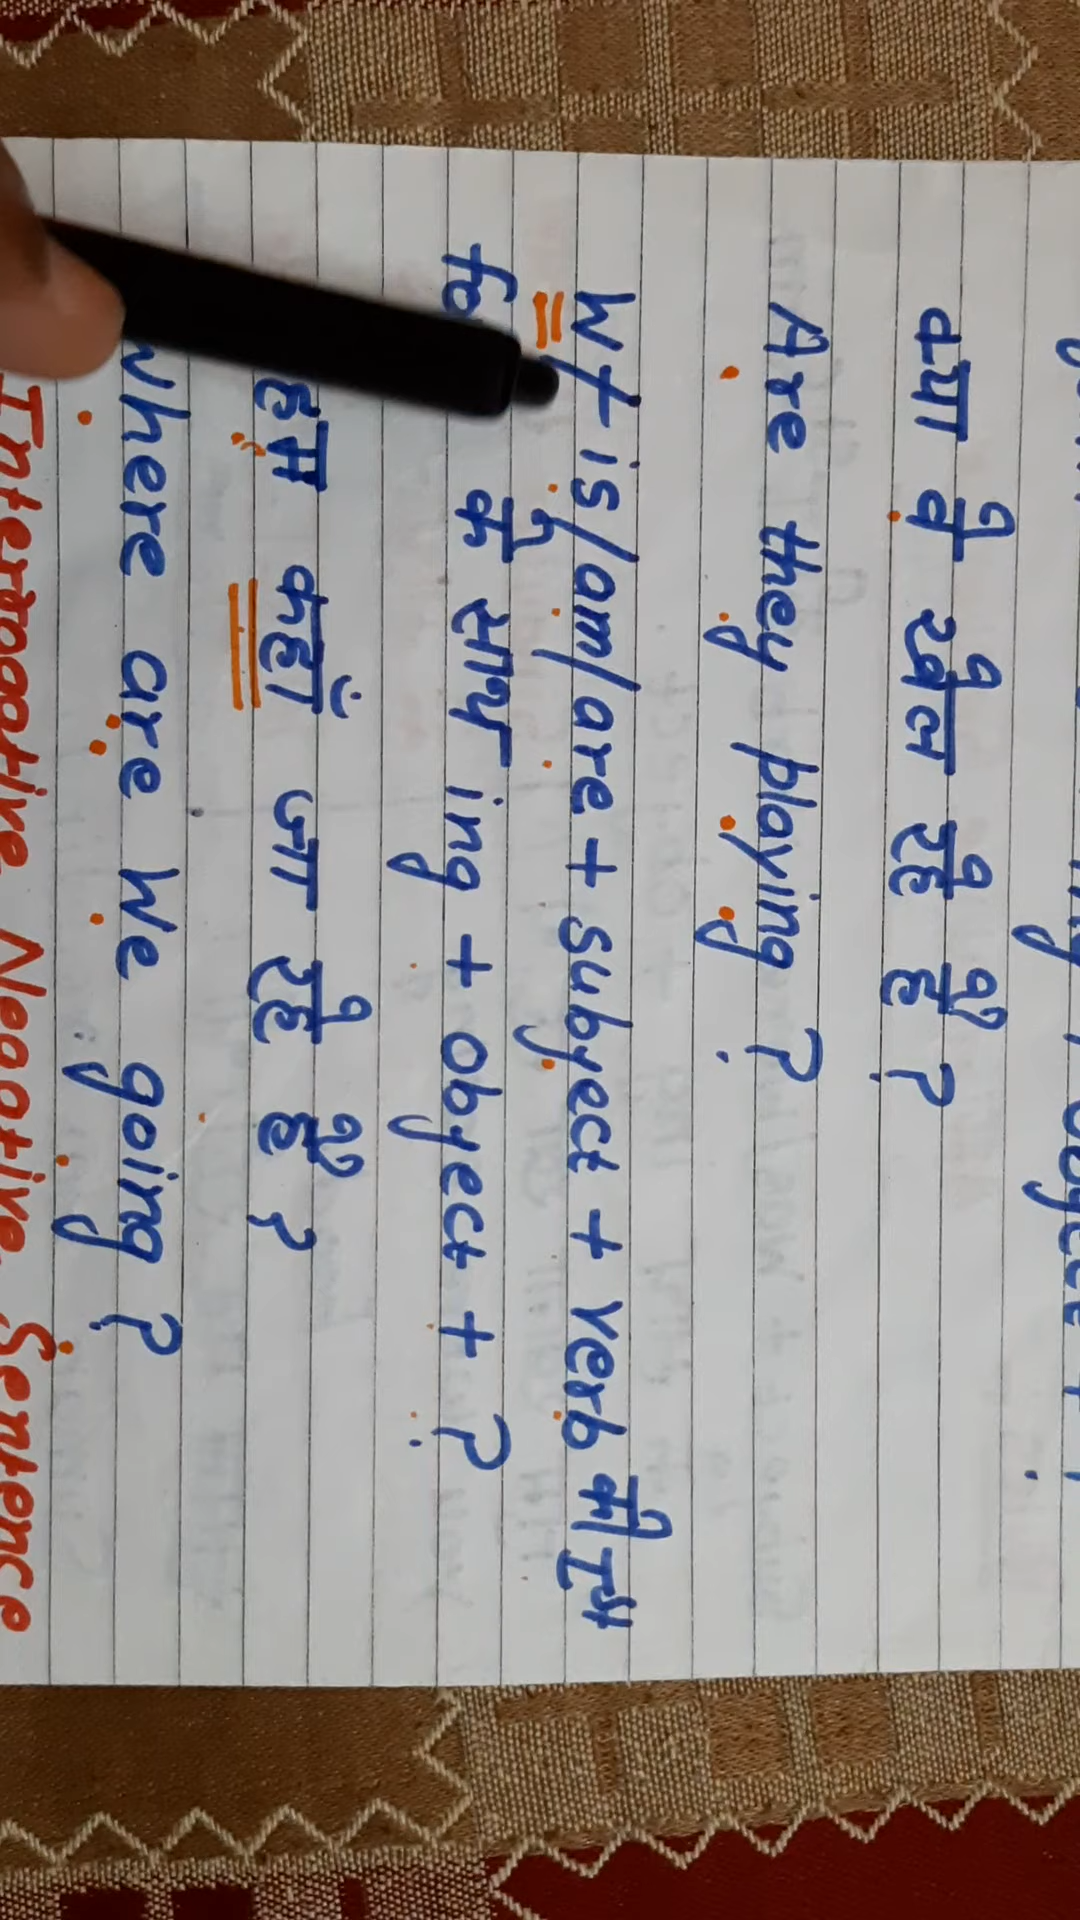 क्या वे खेल रहे हैं ?
Are they playing ?
W + is/am/are + subject + verb की Ist
के साथ ing + object + ?
हम कहाँ जा रहे हैं ?
where are we going ?
Interrogative Negative Sentence